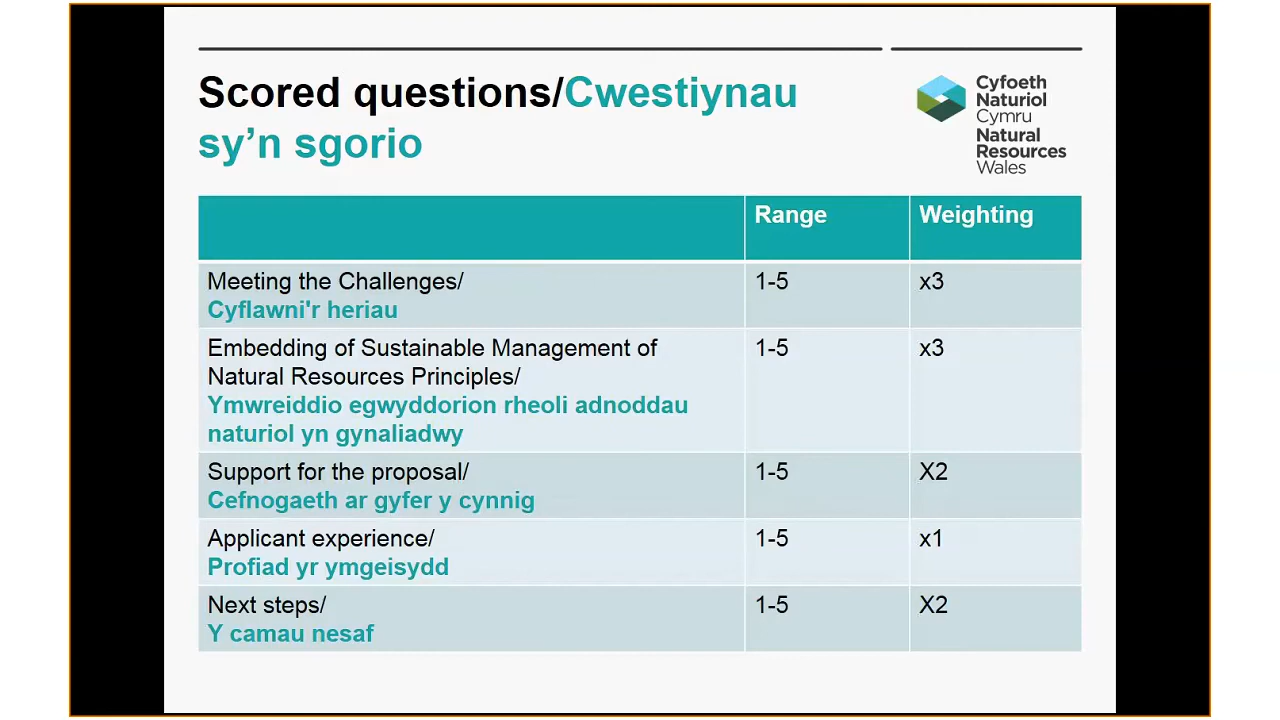 Scored questions/Cwestiynau
sy’n sgorio
Cyfoeth
Naturiol
Cymru
Natural
Resources
Wales
Range
Weighting
Meeting the Challenges/
Cyflawni'r heriau
1-5
x3
Embedding of Sustainable Management of
Natural Resources Principles/
Ymwreiddio egwyddorion rheoli adnoddau
naturiol yn gynaliadwy
1-5
x3
Support for the proposal/
Cefnogaeth ar gyfer y cynnig
1-5
X2
Applicant experience/
Profiad yr ymgeisydd
1-5
x1
Next steps/
Y camau nesaf
1-5
X2